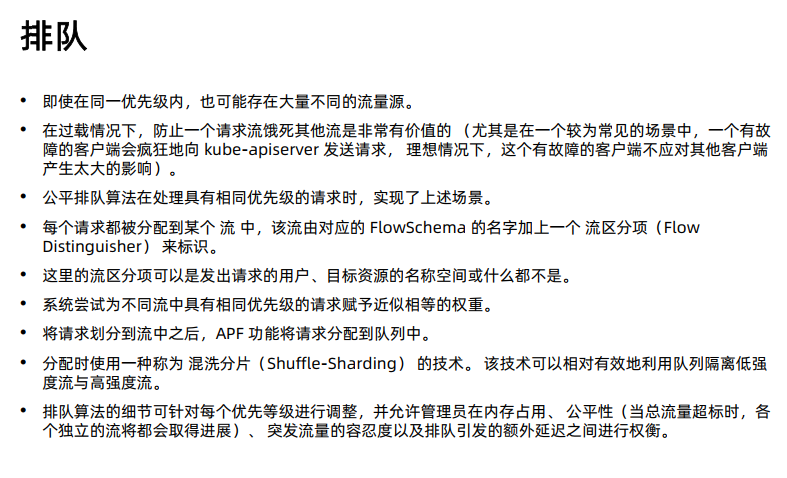 排队
• 即使在同一优先级内，也可能存在大量不同的流量源。
• 在过载情况下，防止一个请求流饿死其他流是非常有价值的 （尤其是在一个较为常见的场景中，一个有故
障的客户端会疯狂地向 kube-apiserver 发送请求， 理想情况下，这个有故障的客户端不应对其他客户端
产生太大的影响）。
• 公平排队算法在处理具有相同优先级的请求时，实现了上述场景。
• 每个请求都被分配到某个 流 中，该流由对应的 FlowSchema 的名字加上一个 流区分项（Flow
Distinguisher） 来标识。
• 这里的流区分项可以是发出请求的用户、目标资源的名称空间或什么都不是。
• 系统尝试为不同流中具有相同优先级的请求赋予近似相等的权重。
• 将请求划分到流中之后，APF 功能将请求分配到队列中。
• 分配时使用一种称为 混洗分片（Shuffle-Sharding） 的技术。 该技术可以相对有效地利用队列隔离低强
度流与高强度流。
• 排队算法的细节可针对每个优先等级进行调整，并允许管理员在内存占用、 公平性（当总流量超标时，各
个独立的流将都会取得进展）、 突发流量的容忍度以及排队引发的额外延迟之间进行权衡。